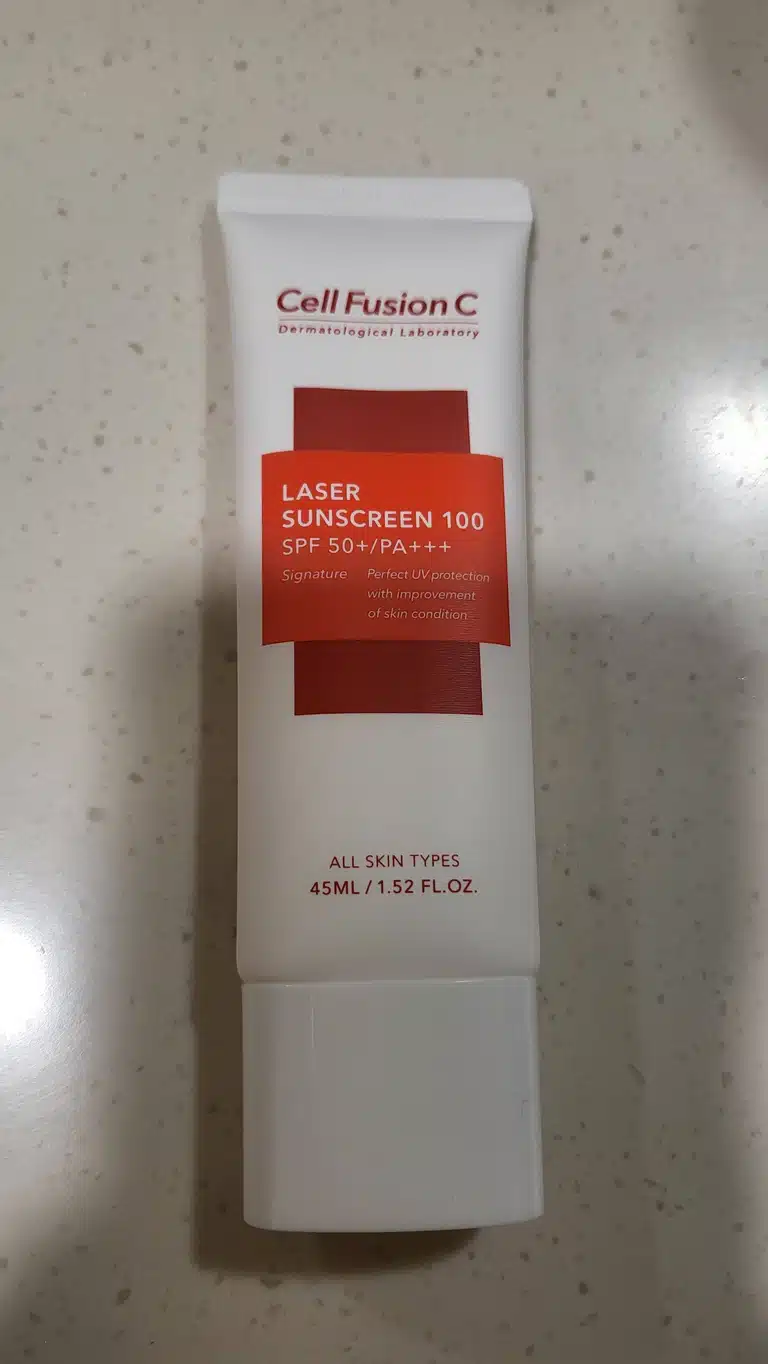 Cell Fusion C
Dermatological Laboratory
LASER
SUNSCREEN 100
SPF 50+/PA+++
Signature
Perfect UV protection
with improvement
of skin condition
ALL SKIN TYPES
45ML / 1.52 FL.OZ.